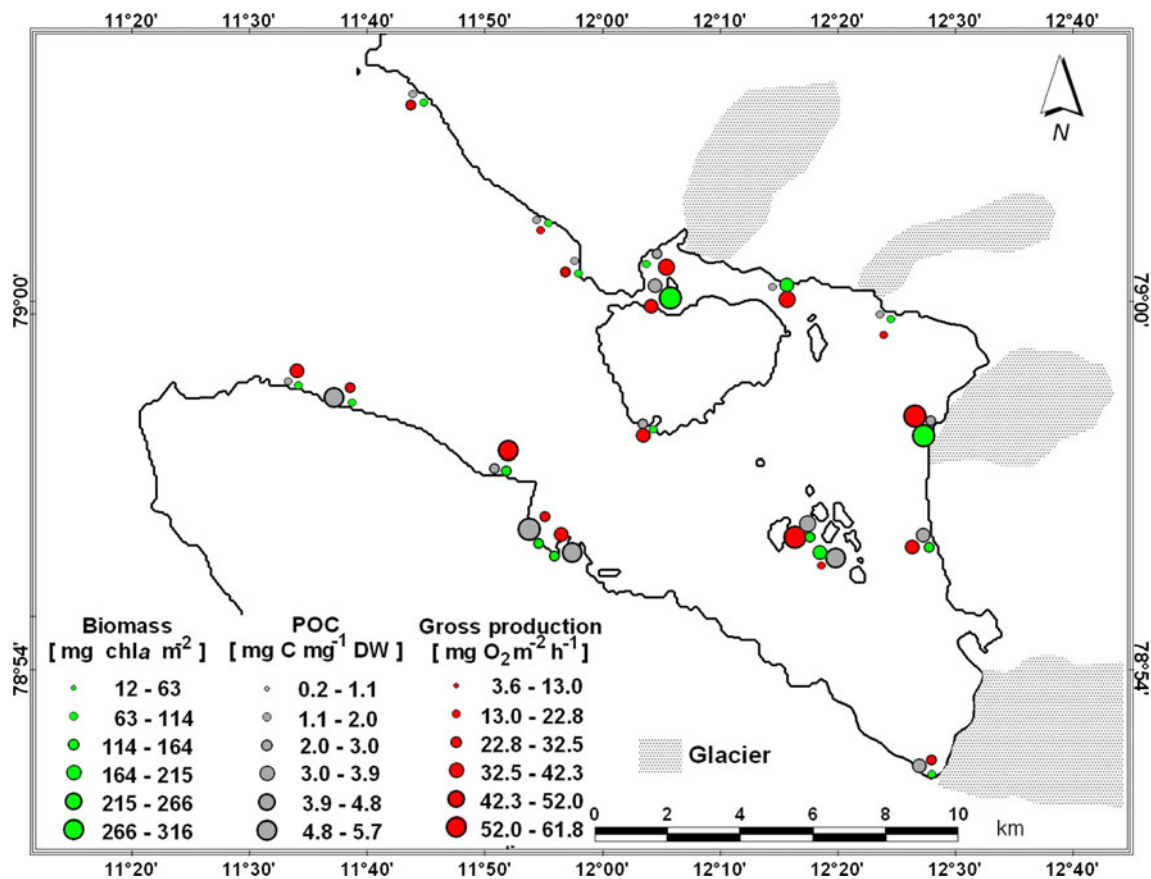 11°20' 11°30' 11°40' 11°50' 12°00' 12°10' 12°20' 12°30' 12°40'
N
79°00' 79°00'
Biomass POC Gross production
[ mg chla m-2 ] [ mg C mg-1 DW ] [ mg O2 m-2 h-1 ]
12 - 63 0.2 - 1.1 3.6 - 13.0
63 - 114 1.1 - 2.0 13.0 - 22.8
114 - 164 2.0 - 3.0 22.8 - 32.5
164 - 215 3.0 - 3.9 32.5 - 42.3
215 - 266 3.9 - 4.8 42.3 - 52.0
266 - 316 4.8 - 5.7 52.0 - 61.8
78°54' 78°54'
Glacier
0 2 4 6 8 10
km
11°20' 11°30' 11°40' 11°50' 12°00' 12°10' 12°20' 12°30' 12°40'